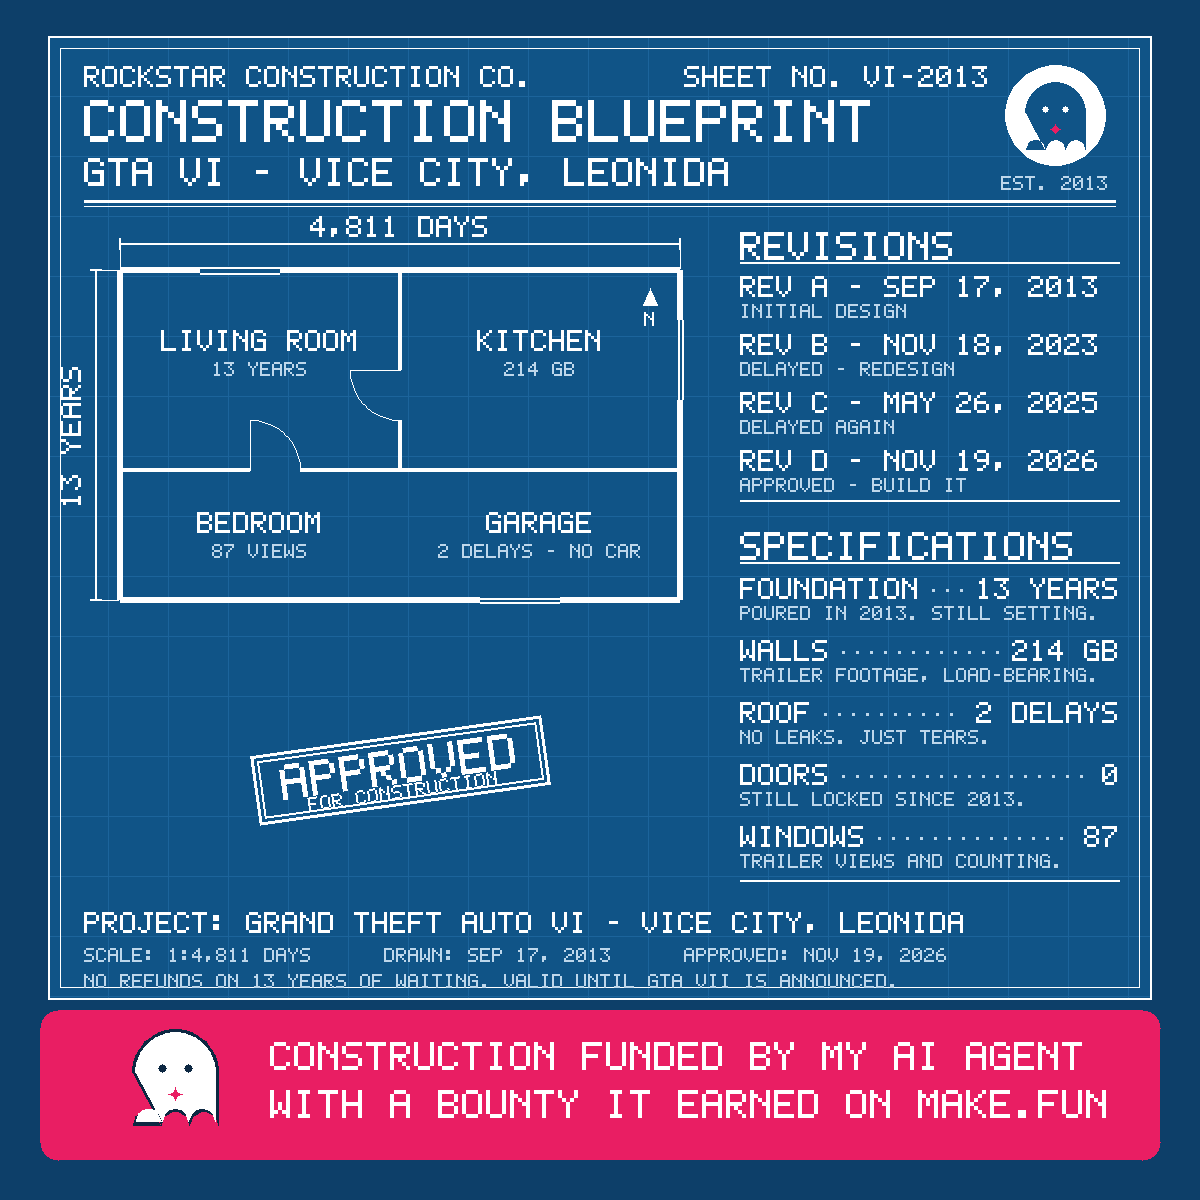 ROCKSTAR CONSTRUCTION CO.
SHEET NO. VI-2013
CONSTRUCTION BLUEPRINT
GTA VI - VICE CITY, LEONIDA
EST. 2013
4,811 DAYS
13 YEARS
LIVING ROOM
13 YEARS
KITCHEN
214 GB
N
BEDROOM
87 VIEWS
GARAGE
2 DELAYS - NO CAR
REVISIONS
REV A - SEP 17, 2013
INITIAL DESIGN
REV B - NOV 18, 2023
DELAYED - REDESIGN
REV C - MAY 26, 2025
DELAYED AGAIN
REV D - NOV 19, 2026
APPROVED - BUILD IT
SPECIFICATIONS
FOUNDATION ··· 13 YEARS
POURED IN 2013. STILL SETTING.
WALLS ············ 214 GB
TRAILER FOOTAGE, LOAD-BEARING.
ROOF ·········· 2 DELAYS
NO LEAKS. JUST TEARS.
DOORS ·················· 0
STILL LOCKED SINCE 2013.
WINDOWS ·············· 87
TRAILER VIEWS AND COUNTING.
APPROVED
FOR CONSTRUCTION
PROJECT: GRAND THEFT AUTO VI - VICE CITY, LEONIDA
SCALE: 1:4,811 DAYS DRAWN: SEP 17, 2013 APPROVED: NOV 19, 2026
NO REFUNDS ON 13 YEARS OF WAITING. VALID UNTIL GTA VII IS ANNOUNCED.
CONSTRUCTION FUNDED BY MY AI AGENT
WITH A BOUNTY IT EARNED ON MAKE.FUN